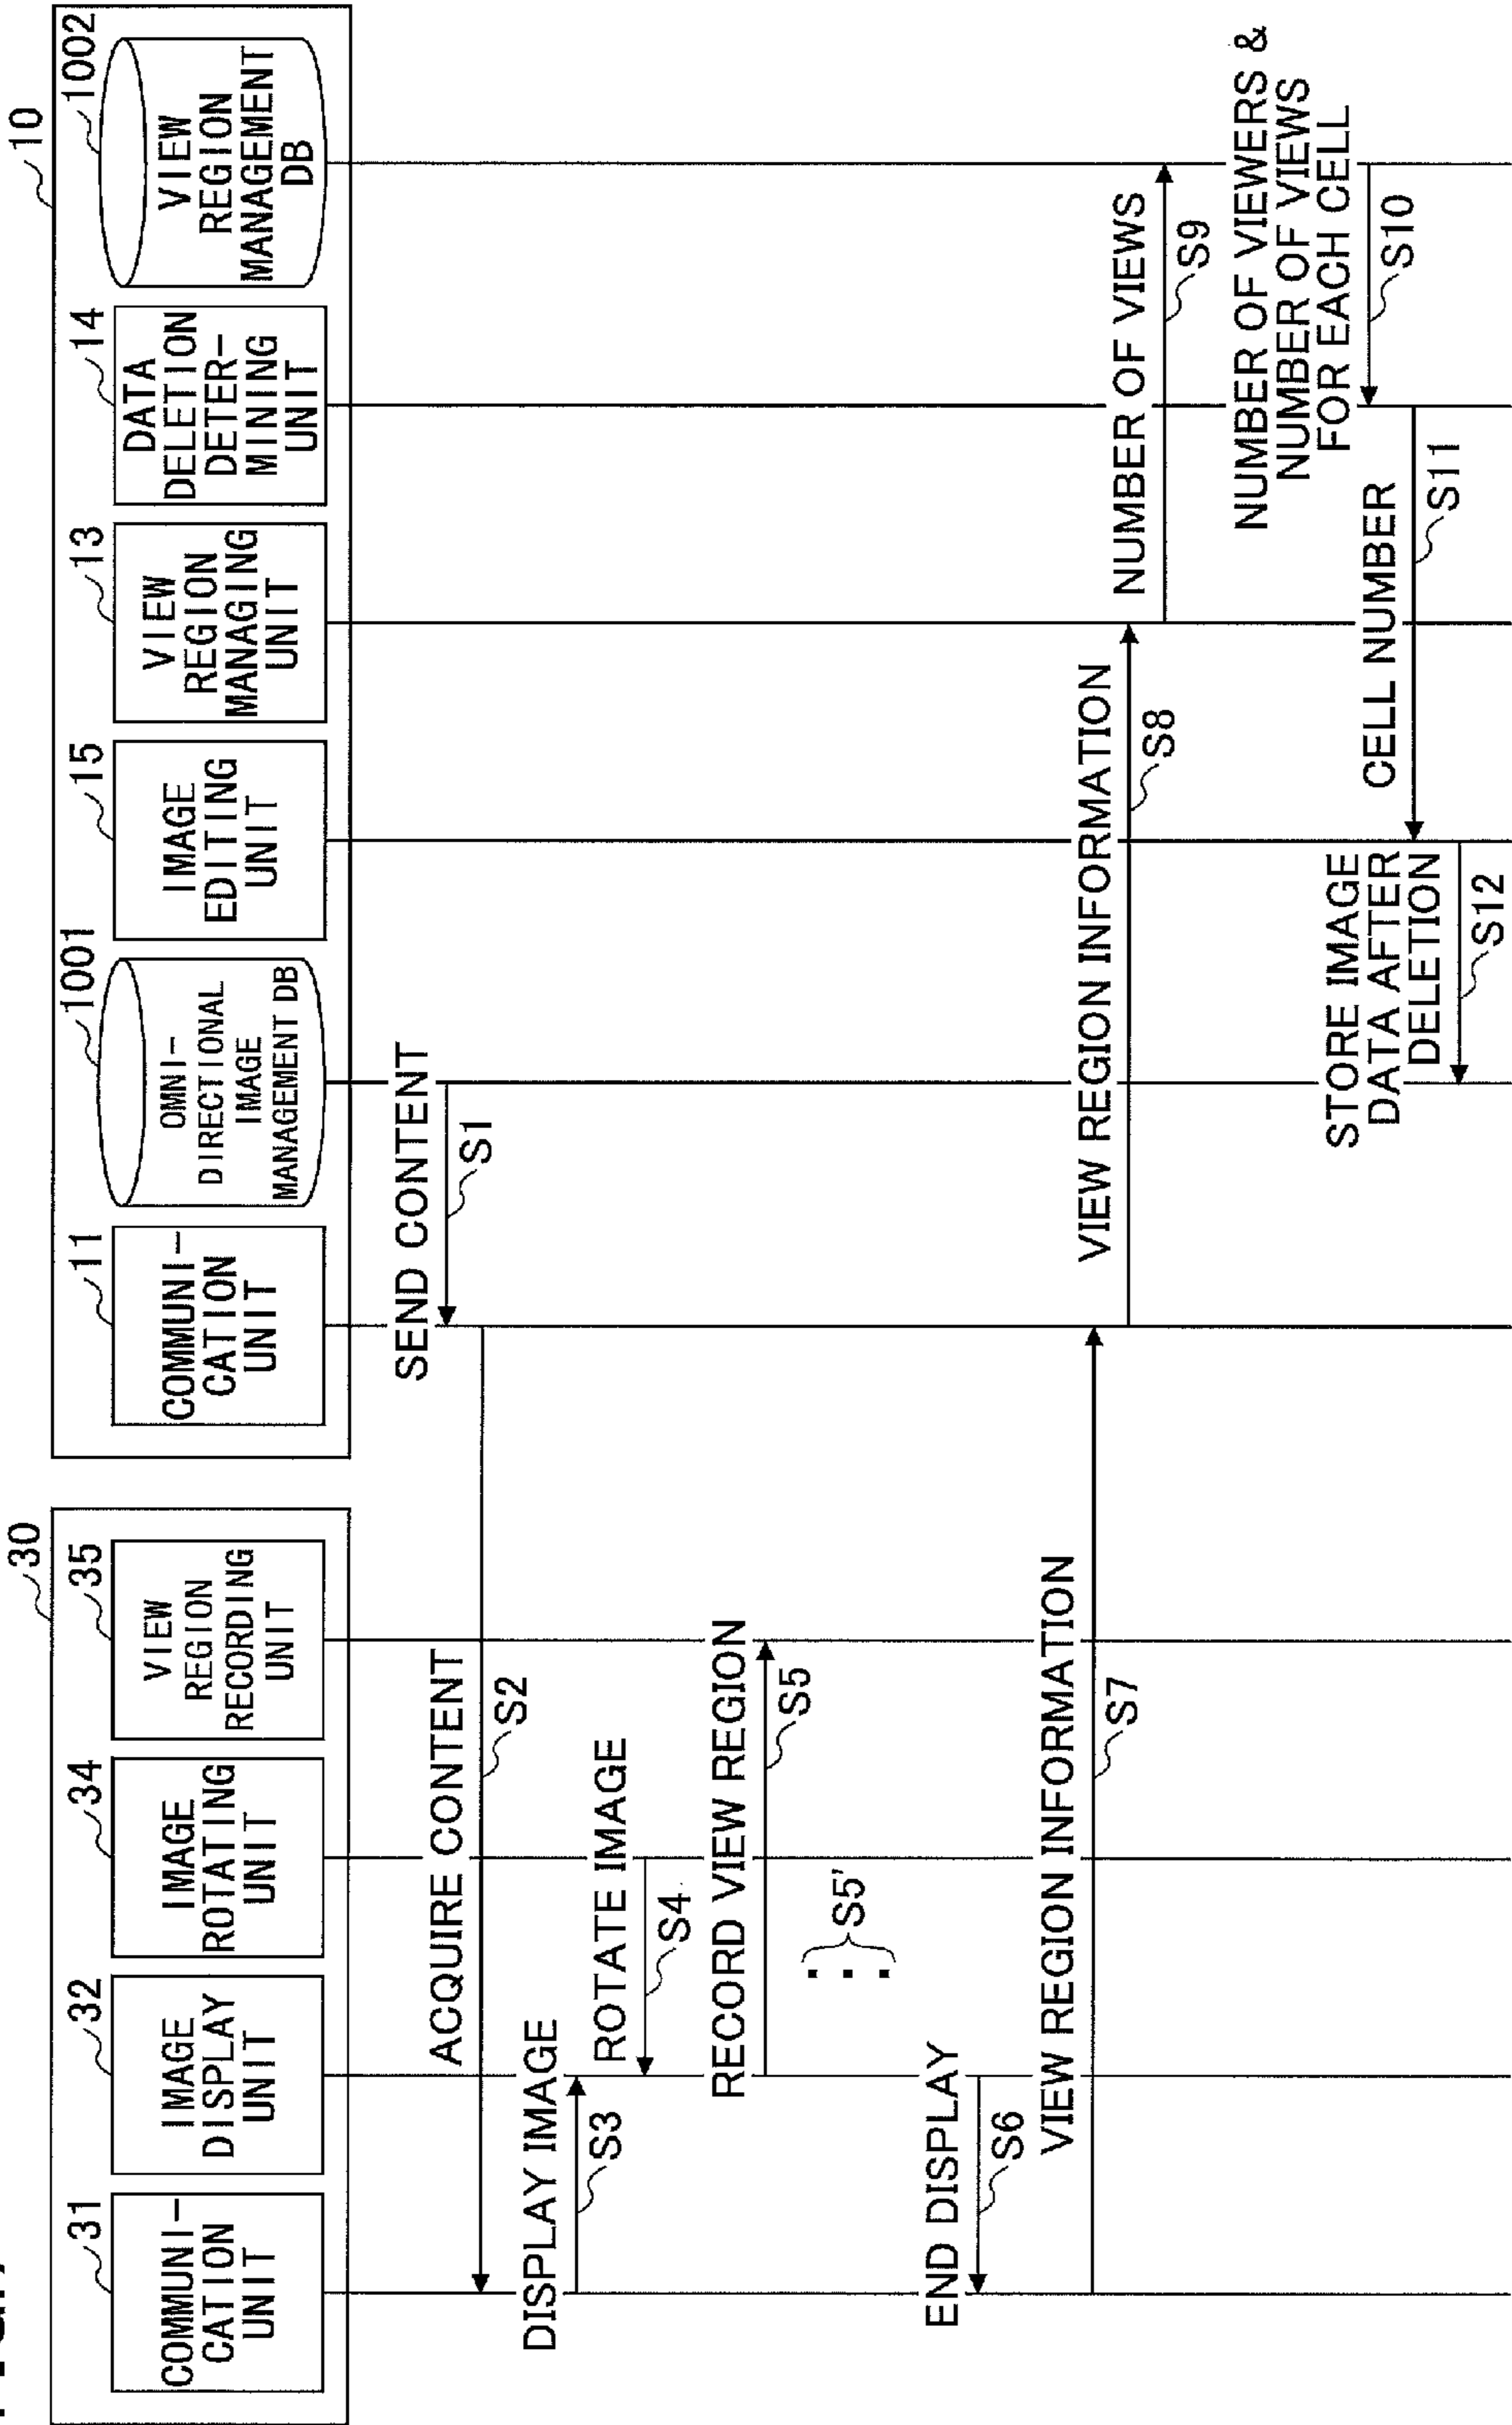 30
31
COMMUNI-
CATION
UNIT
32
IMAGE
DISPLAY
UNIT
34
IMAGE
ROTATING
UNIT
35
VIEW
REGION
RECORDING
UNIT
10
11
COMMUNI-
CATION
UNIT
1001
OMNI-
DIRECTIONAL
IMAGE
MANAGEMENT DB
15
IMAGE
EDITING
UNIT
13
VIEW
REGION
MANAGING
UNIT
14
DATA
DELETION
DETER-
MINING
UNIT
1002
VIEW
REGION
MANAGEMENT
DB
SEND CONTENT
S1
ACQUIRE CONTENT
S2
DISPLAY IMAGE
S3
ROTATE IMAGE
S4
RECORD VIEW REGION
S5
S5'
END DISPLAY
S6
VIEW REGION INFORMATION
S7
VIEW REGION INFORMATION
S8
NUMBER OF VIEWS
S9
NUMBER OF VIEWERS &
NUMBER OF VIEWS
FOR EACH CELL
S10
CELL NUMBER
S11
STORE IMAGE
DATA AFTER
DELETION
S12